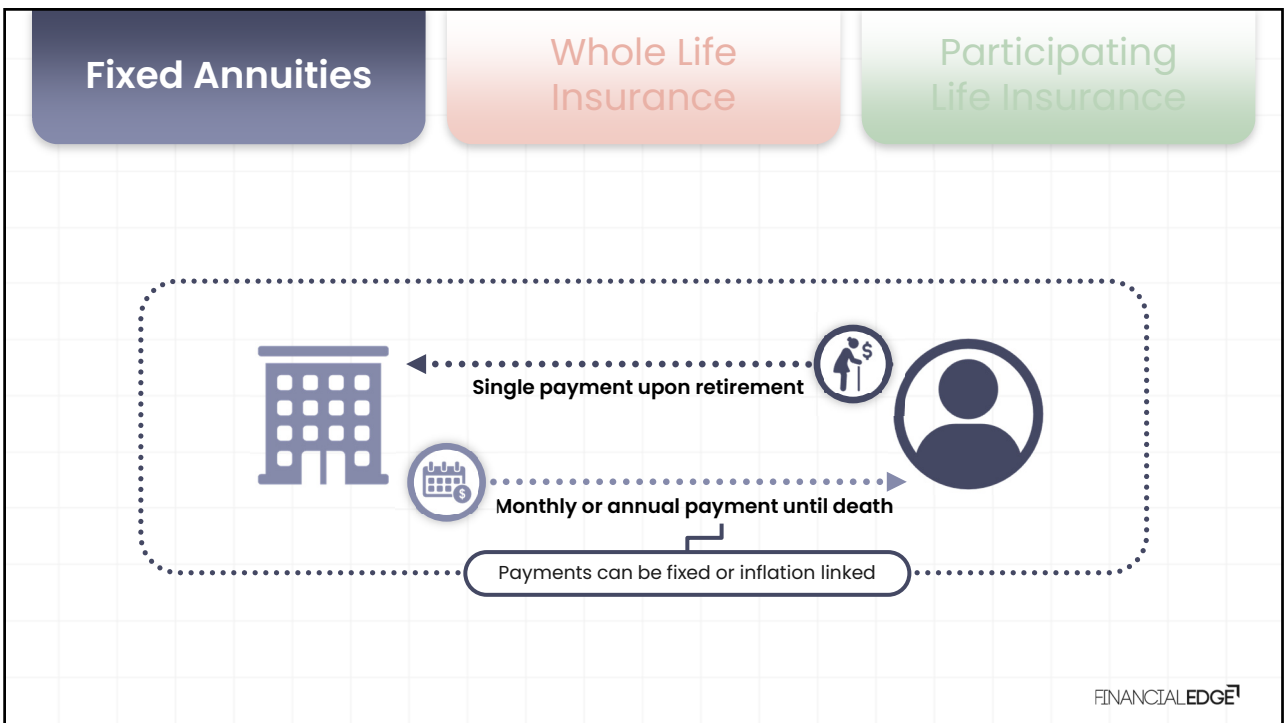 Fixed Annuities
Whole Life
Insurance
Participating
Life Insurance
$
Single payment upon retirement
$
Monthly or annual payment until death
Payments can be fixed or inflation linked
FINANCIALEDGE